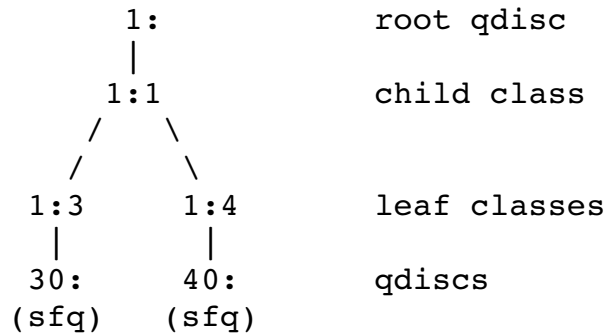 1: root qdisc
|
1:1 child class
/ \
/ \
1:3 1:4 leaf classes
| |
30: 40: qdiscs
(sfq) (sfq)